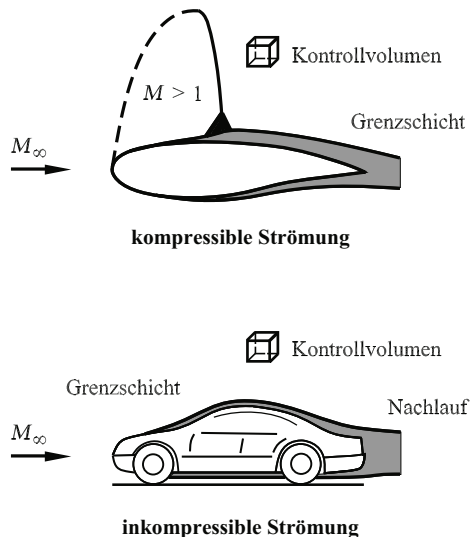 Kontrollvolumen
M > 1
Grenzschicht
M∞
kompressible Strömung
Kontrollvolumen
Grenzschicht
Nachlauf
M∞
inkompressible Strömung